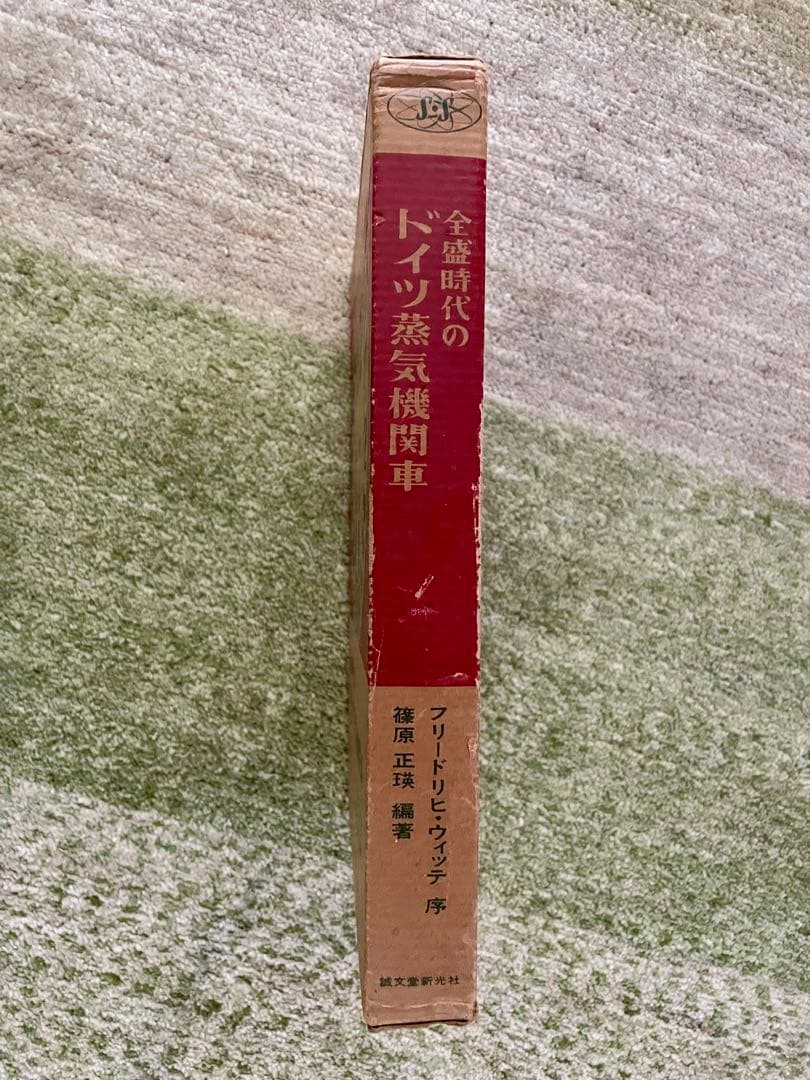 全盛時代の
ドイツ蒸気機関車
フリードリヒ・ウィッテ 序
篠原 正瑛 編著
誠文堂新光社